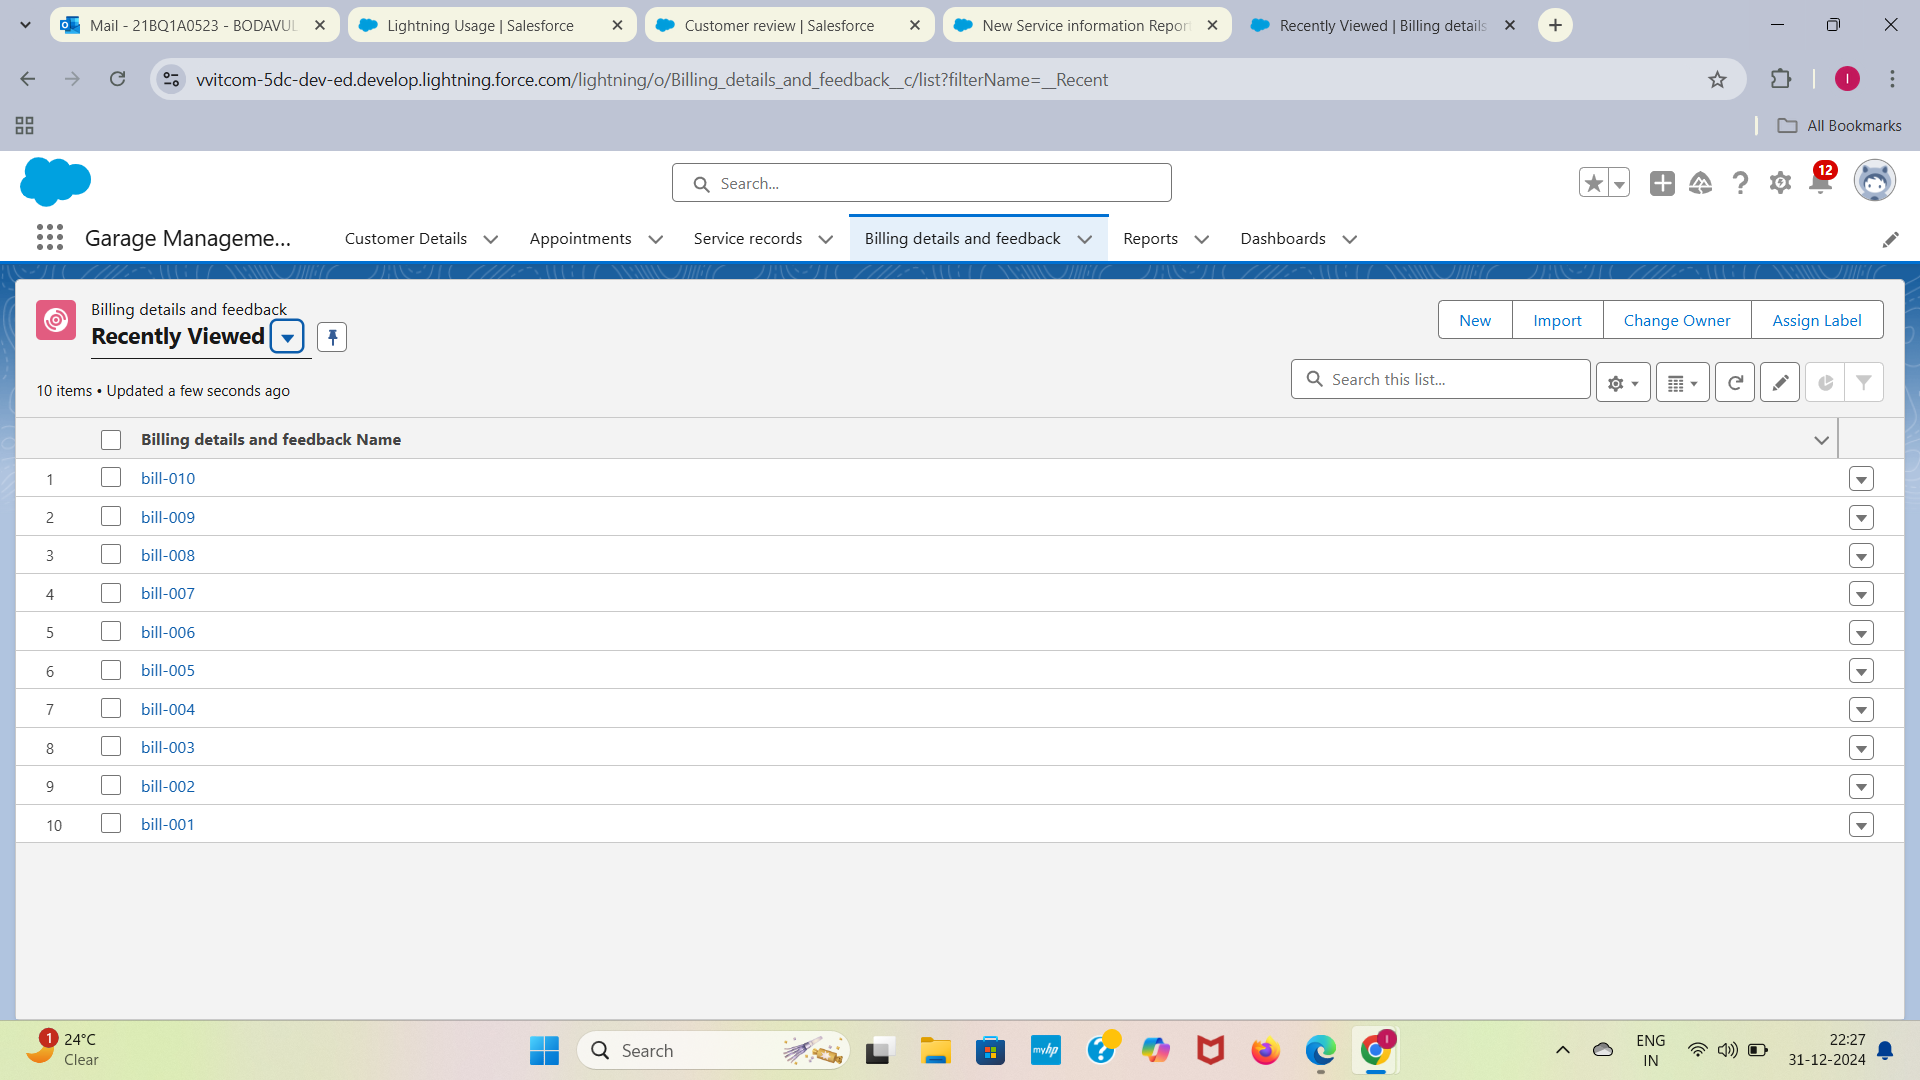 Mail - 21BQ1A0523 - BODAVUL
Lightning Usage | Salesforce
Customer review | Salesforce
New Service information Report
Recently Viewed | Billing details
vvitcom-5dc-dev-ed.develop.lightning.force.com/lightning/o/Billing_details_and_feedback__c/list?filterName=__Recent
I
All Bookmarks
Search...
12
Garage Manageme...
Customer Details
Appointments
Service records
Billing details and feedback
Reports
Dashboards
Billing details and feedback
Recently Viewed
New
Import
Change Owner
Assign Label
10 items • Updated a few seconds ago
Search this list...
Billing details and feedback Name
1 bill-010
2 bill-009
3 bill-008
4 bill-007
5 bill-006
6 bill-005
7 bill-004
8 bill-003
9 bill-002
10 bill-001
1
24°C
Clear
Search
myhp
I
ENG
IN
22:27
31-12-2024